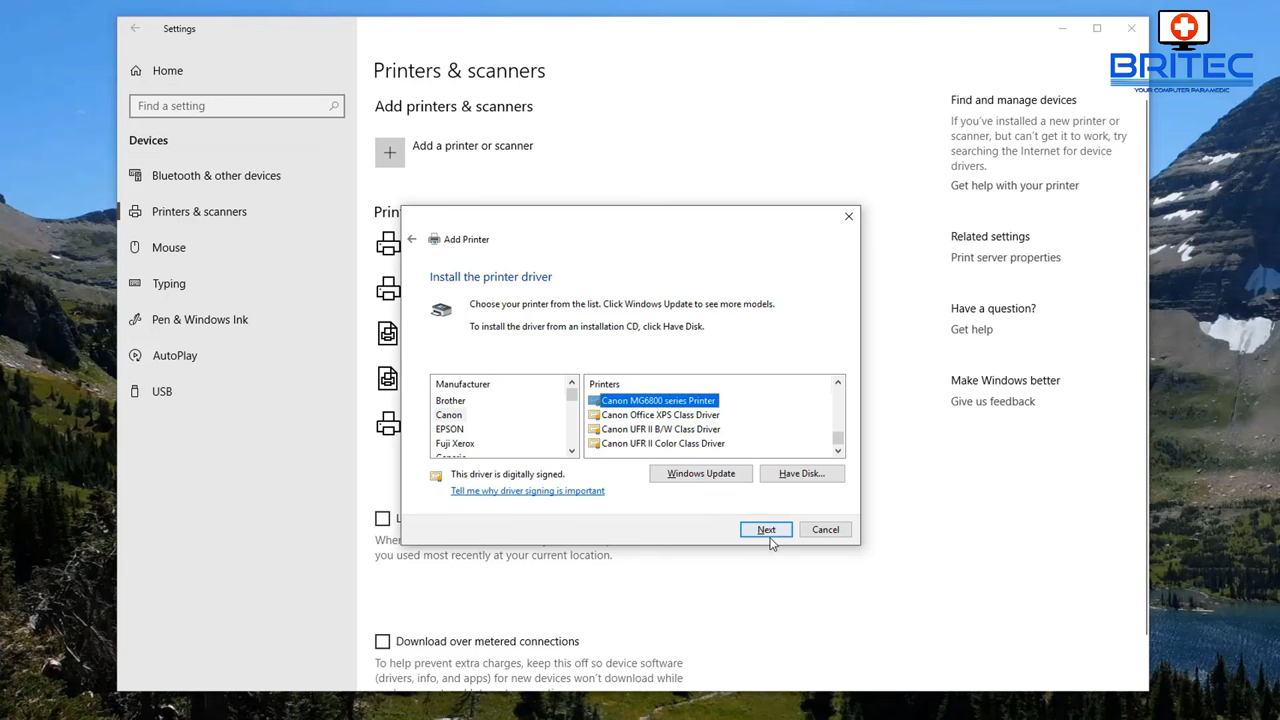 Settings
BRITEC
YOUR COMPUTER PARAMEDIC
Home
Find a setting
Devices
Bluetooth & other devices
Printers & scanners
Mouse
Typing
Pen & Windows Ink
AutoPlay
USB
Printers & scanners
Add printers & scanners
Add a printer or scanner
Prin
Add Printer
Install the printer driver
Choose your printer from the list. Click Windows Update to see more models.
To install the driver from an installation CD, click Have Disk.
Manufacturer
Brother
Canon
EPSON
Fuji Xerox
Printers
Canon MG6800 series Printer
Canon Office XPS Class Driver
Canon UFR II B/W Class Driver
Canon UFR II Color Class Driver
This driver is digitally signed.
Tell me why driver signing is important
Windows Update
Have Disk...
Next
Cancel
L
Whe
you used most recently at your current location.
Download over metered connections
To help prevent extra charges, keep this off so device software
(drivers, info, and apps) for new devices won't download while
Find and manage devices
If you've installed a new printer or
scanner, but can't get it to work, try
searching the Internet for device
drivers.
Get help with your printer
Related settings
Print server properties
Have a question?
Get help
Make Windows better
Give us feedback